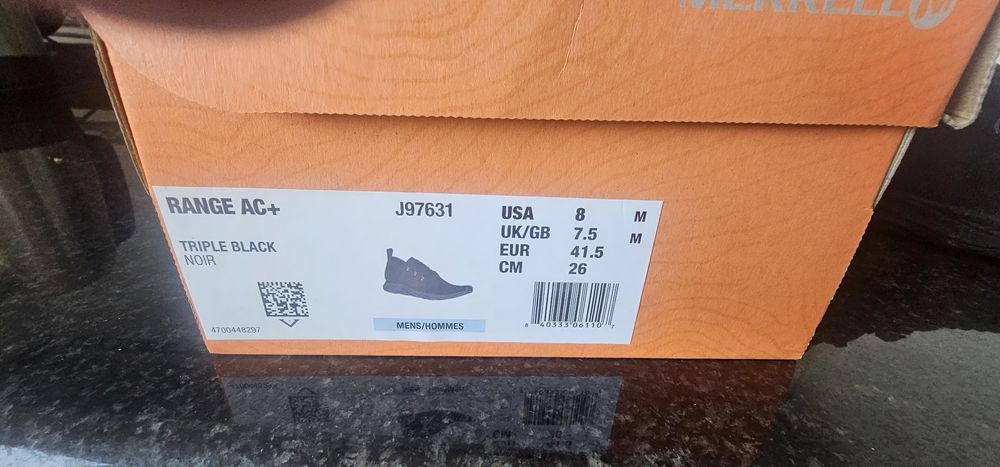 MERRELL
RANGE AC+
J97631
TRIPLE BLACK
NOIR
4700448297
MENS/HOMMES
USA 8 M
UK/GB 7.5 M
EUR 41.5
CM 26
8 40333 06110 7